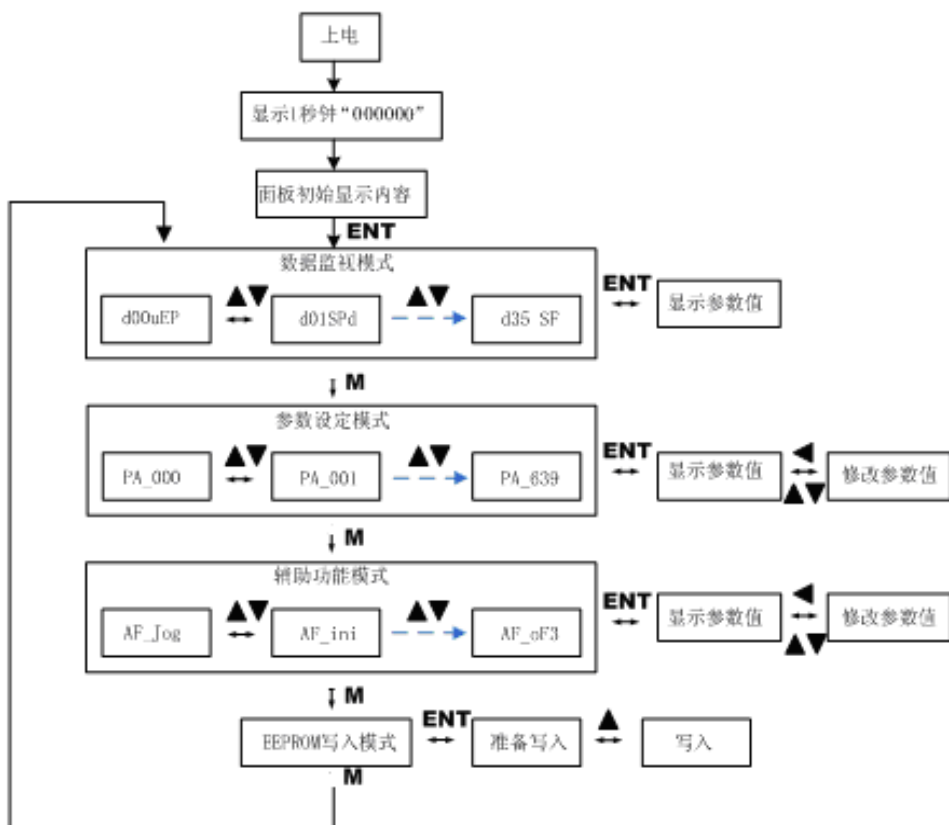 上电
显示1秒钟“000000”
面板初始显示内容
ENT
数据监视模式
d00uEP
d01SPd
d35 SF
ENT
显示参数值
M
参数设定模式
PA_000
PA_001
PA_639
ENT
显示参数值
修改参数值
M
辅助功能模式
AF_Jog
AF_ini
AF_oF3
ENT
显示参数值
修改参数值
M
EEPROM写入模式
ENT
准备写入
写入
M